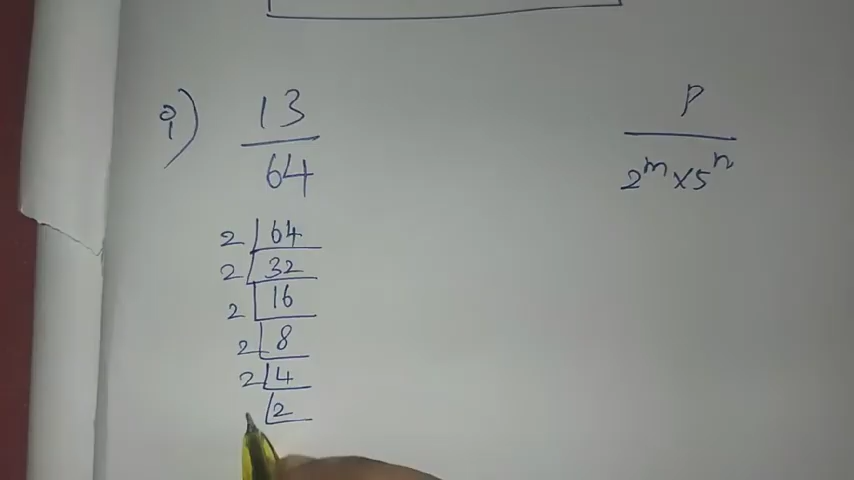 i) 13/64
2 | 64
2 | 32
2 | 16
2 | 8
2 | 4
| 2
P/2^m×5^n